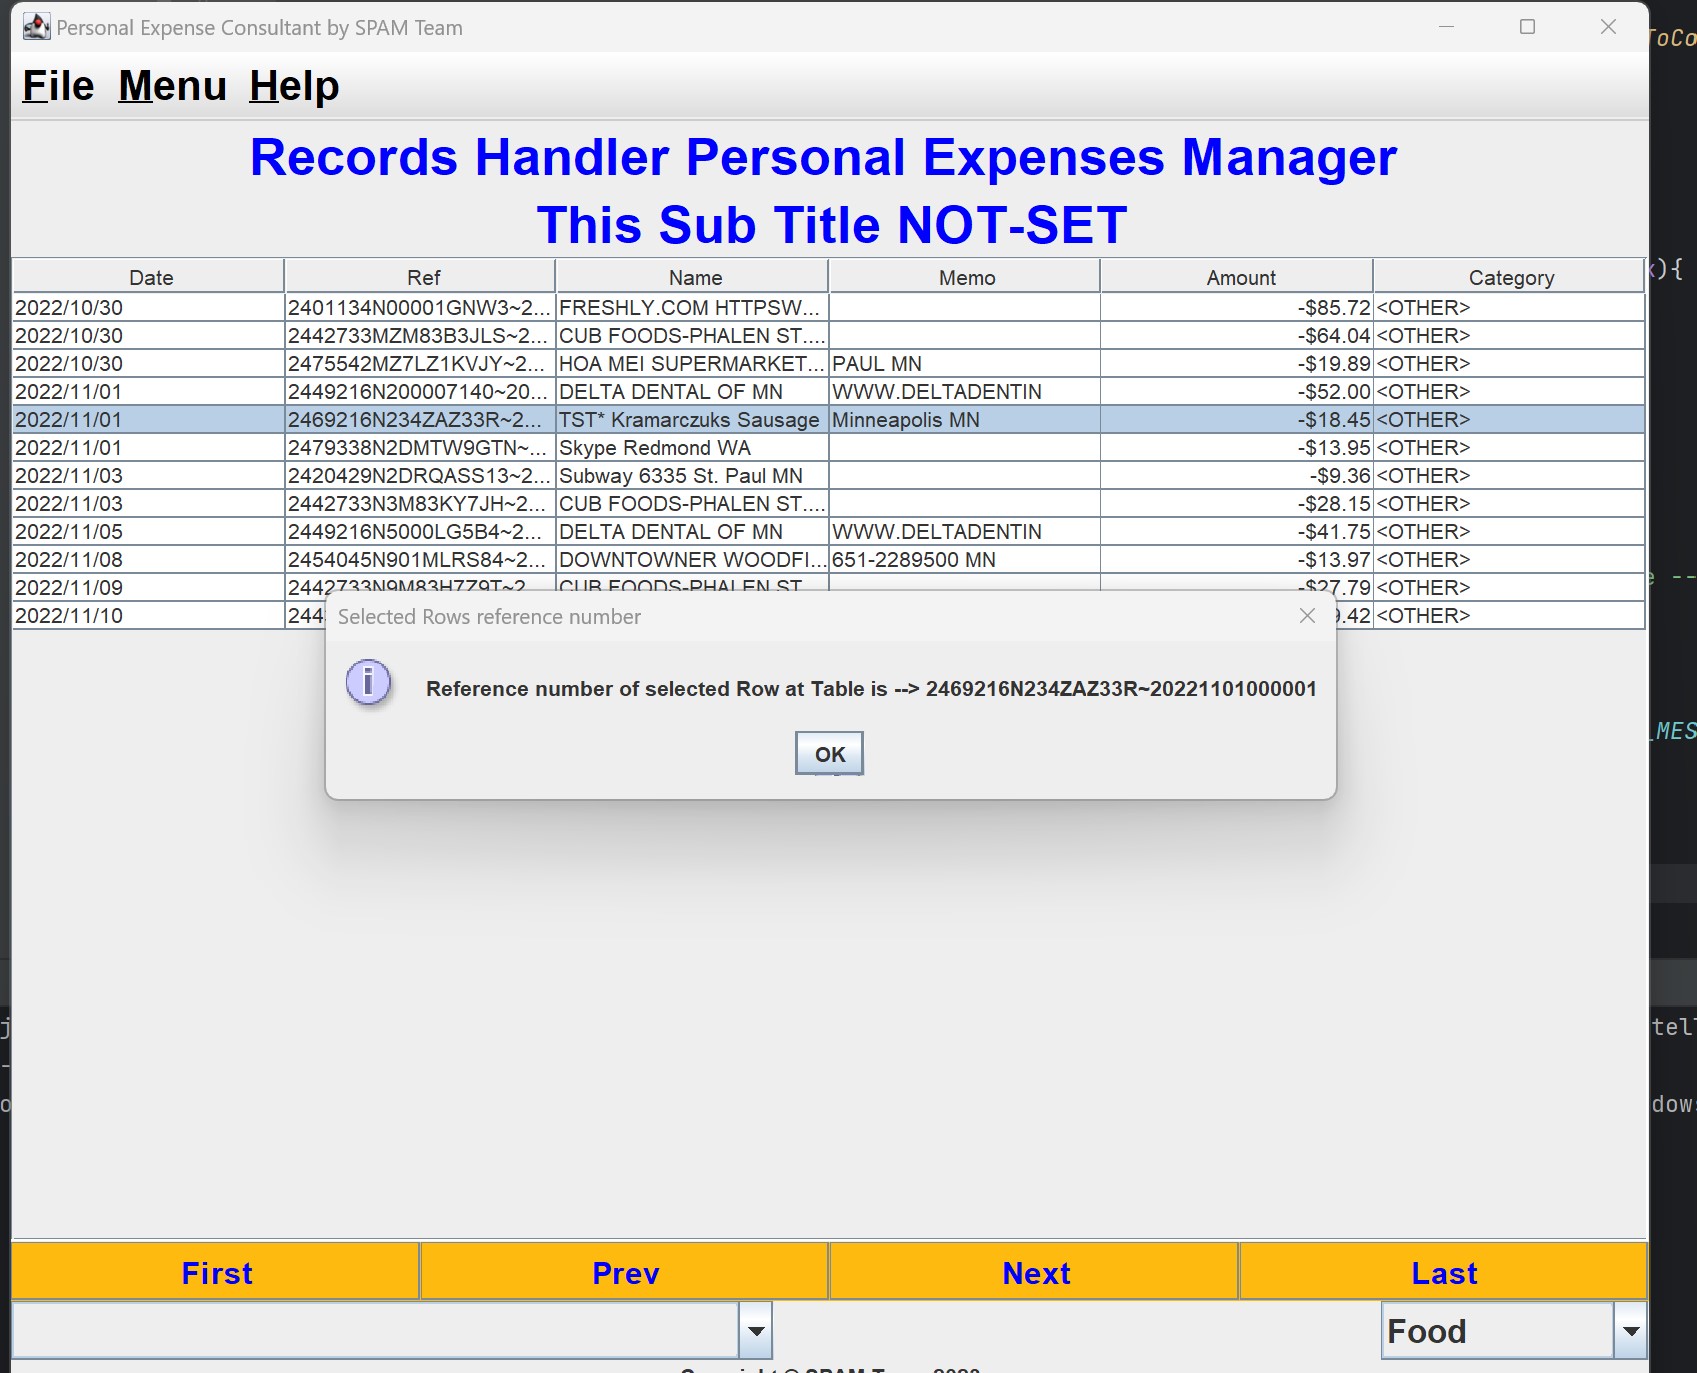 Personal Expense Consultant by SPAM Team
File Menu Help
Records Handler Personal Expenses Manager
This Sub Title NOT-SET
Date Ref Name Memo Amount Category
2022/10/30 2401134N00001GNW3~2... FRESHLY.COM HTTPSW... -$85.72 <OTHER>
2022/10/30 2442733MZM83B3JLS~2... CUB FOODS-PHALEN ST.... -$64.04 <OTHER>
2022/10/30 2475542MZ7LZ1KVJY~2... HOA MEI SUPERMARKET... PAUL MN -$19.89 <OTHER>
2022/11/01 2449216N200007140~20... DELTA DENTAL OF MN WWW.DELTADENTIN -$52.00 <OTHER>
2022/11/01 2469216N234ZAZ33R~2... TST* Kramarczuks Sausage Minneapolis MN -$18.45 <OTHER>
2022/11/01 2479338N2DMTW9GTN~... Skype Redmond WA -$13.95 <OTHER>
2022/11/03 2420429N2DRQASS13~2... Subway 6335 St. Paul MN -$9.36 <OTHER>
2022/11/03 2442733N3M83KY7JH~2... CUB FOODS-PHALEN ST.... -$28.15 <OTHER>
2022/11/05 2449216N5000LG5B4~2... DELTA DENTAL OF MN WWW.DELTADENTIN -$41.75 <OTHER>
2022/11/08 2454045N901MLRS84~2... DOWNTOWNER WOODFI... 651-2289500 MN -$13.97 <OTHER>
2022/11/09 2442733N9M83H7Z9T~2 CUB FOODS-PHALEN ST -$27.79 <OTHER>
2022/11/10 244 9.42 <OTHER>
Selected Rows reference number
Reference number of selected Row at Table is --> 2469216N234ZAZ33R~20221101000001
OK
First Prev Next Last
Food
ToCo
){
--
_MES
tel
dow